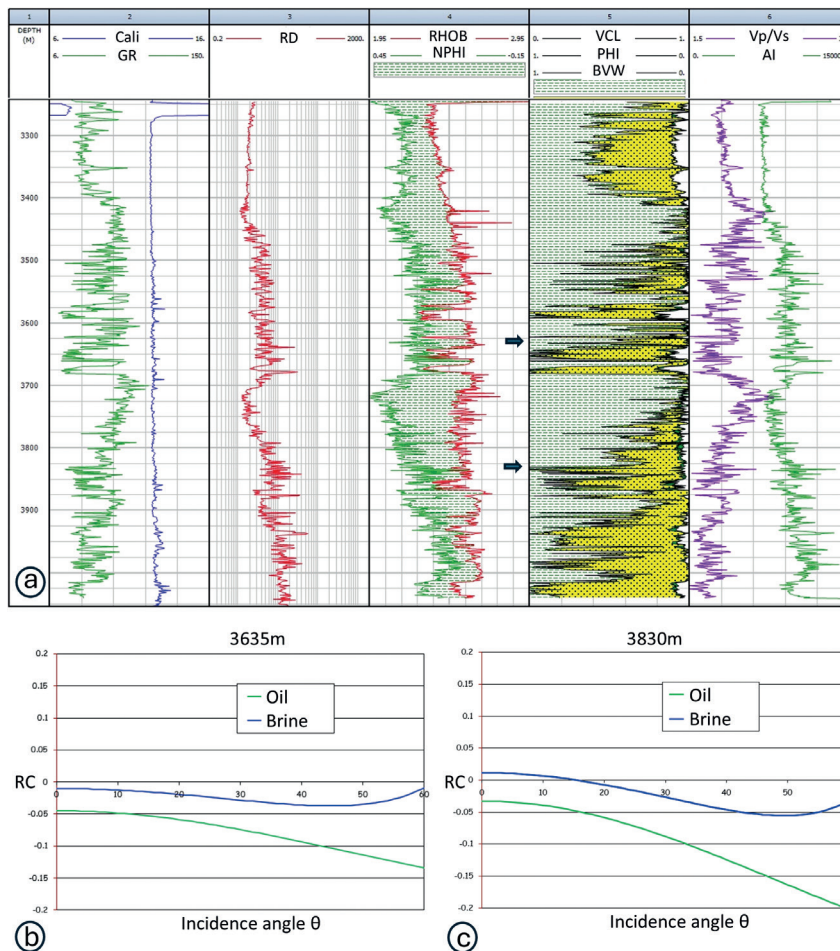 1 2 3 4 5 6
DEPTH (M)
6. Cali 16.
6. GR 150.
0.2 RD 2000.
1.95 RHOB 2.95
0.45 NPHI -0.15
0. VCL 1.
1. PHI 0.
1. BVW 0.
1.5 Vp/Vs
0. AI 15000
3300
3400
3500
3600
3700
3800
3900
a
3635m
0.2
0.15
0.1
0.05
0
-0.05
-0.1
-0.15
-0.2
RC
Oil
Brine
0 10 20 30 40 50 60
Incidence angle θ
b
3830m
0.2
0.15
0.1
0.05
0
-0.05
-0.1
-0.15
-0.2
RC
Oil
Brine
0 10 20 30 40 50
Incidence angle θ
c